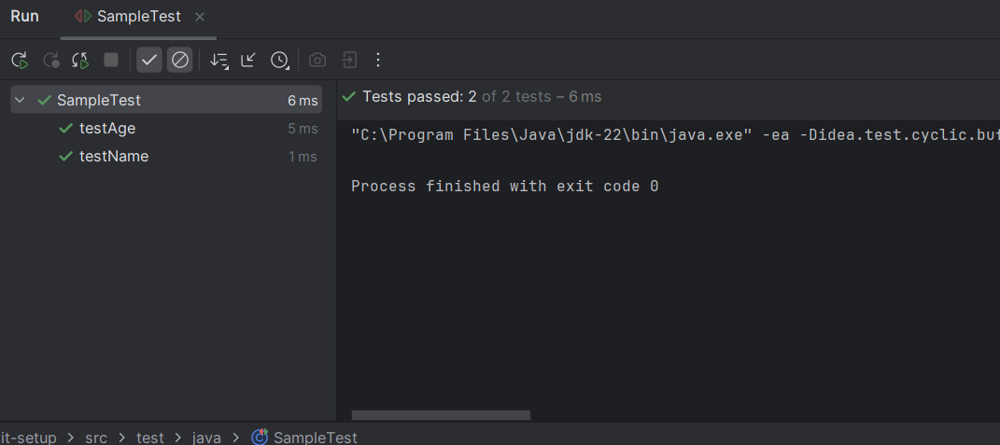 Run SampleTest
SampleTest 6 ms
testAge 5 ms
testName 1 ms
Tests passed: 2 of 2 tests – 6 ms
"C:\Program Files\Java\jdk-22\bin\java.exe" -ea -Didea.test.cyclic.buf
Process finished with exit code 0
it-setup > src > test > java > SampleTest